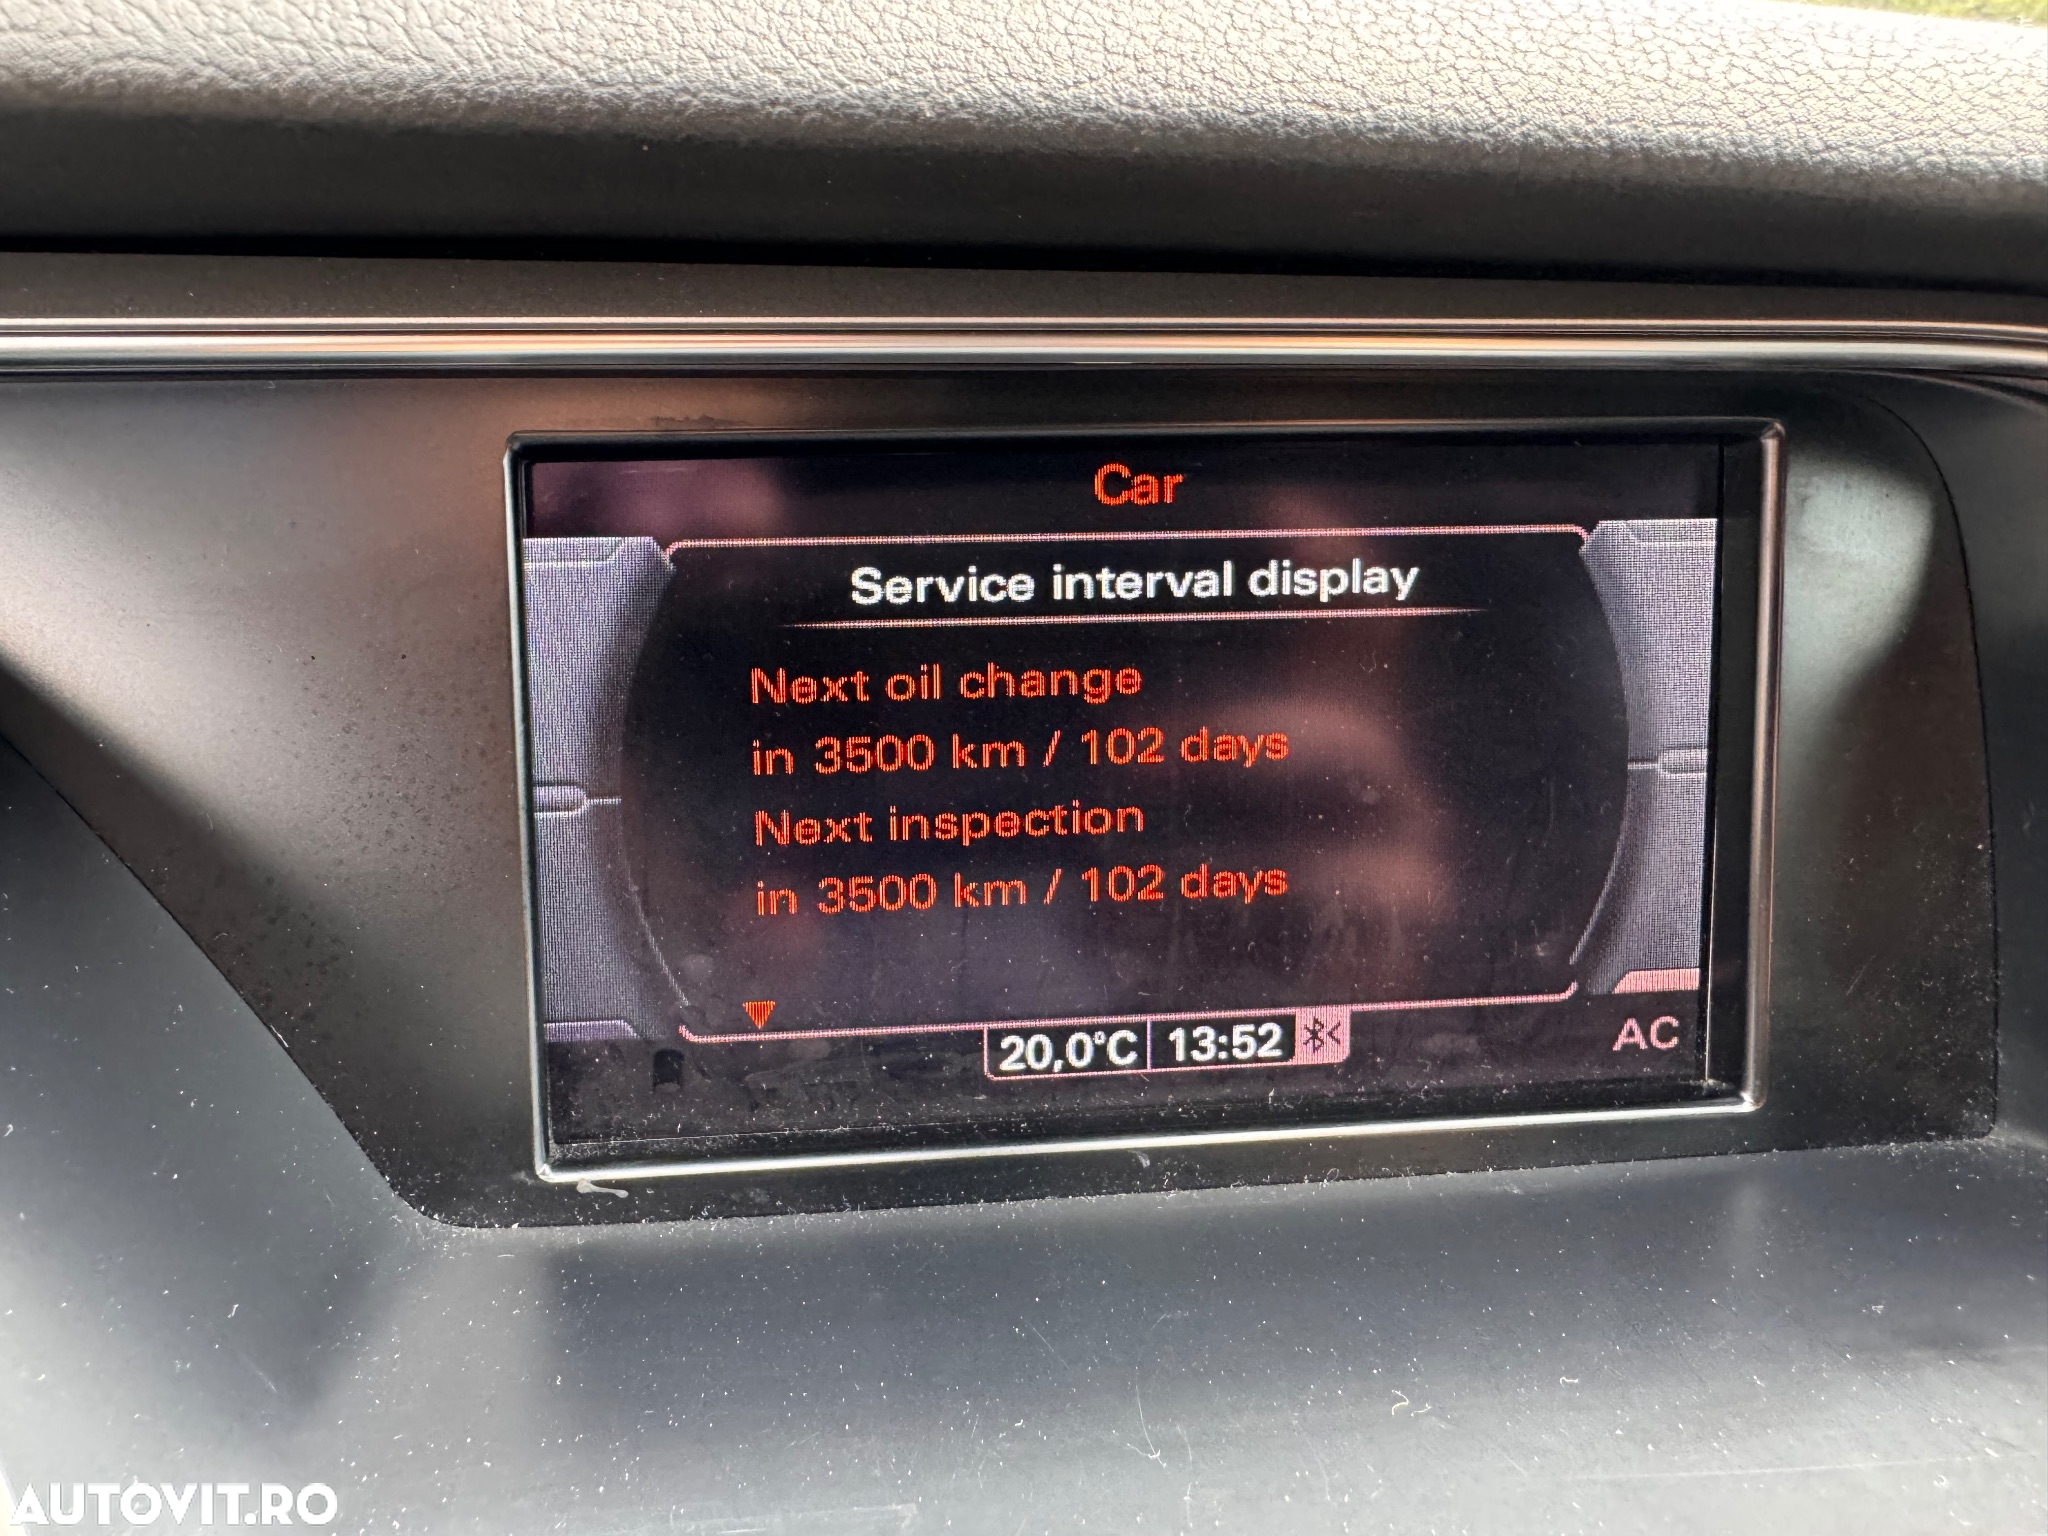 Car
Service interval display
Next oil change
in 3500 km / 102 days
Next inspection
in 3500 km / 102 days
20,0°C 13:52
AC
AUTOVIT.RO